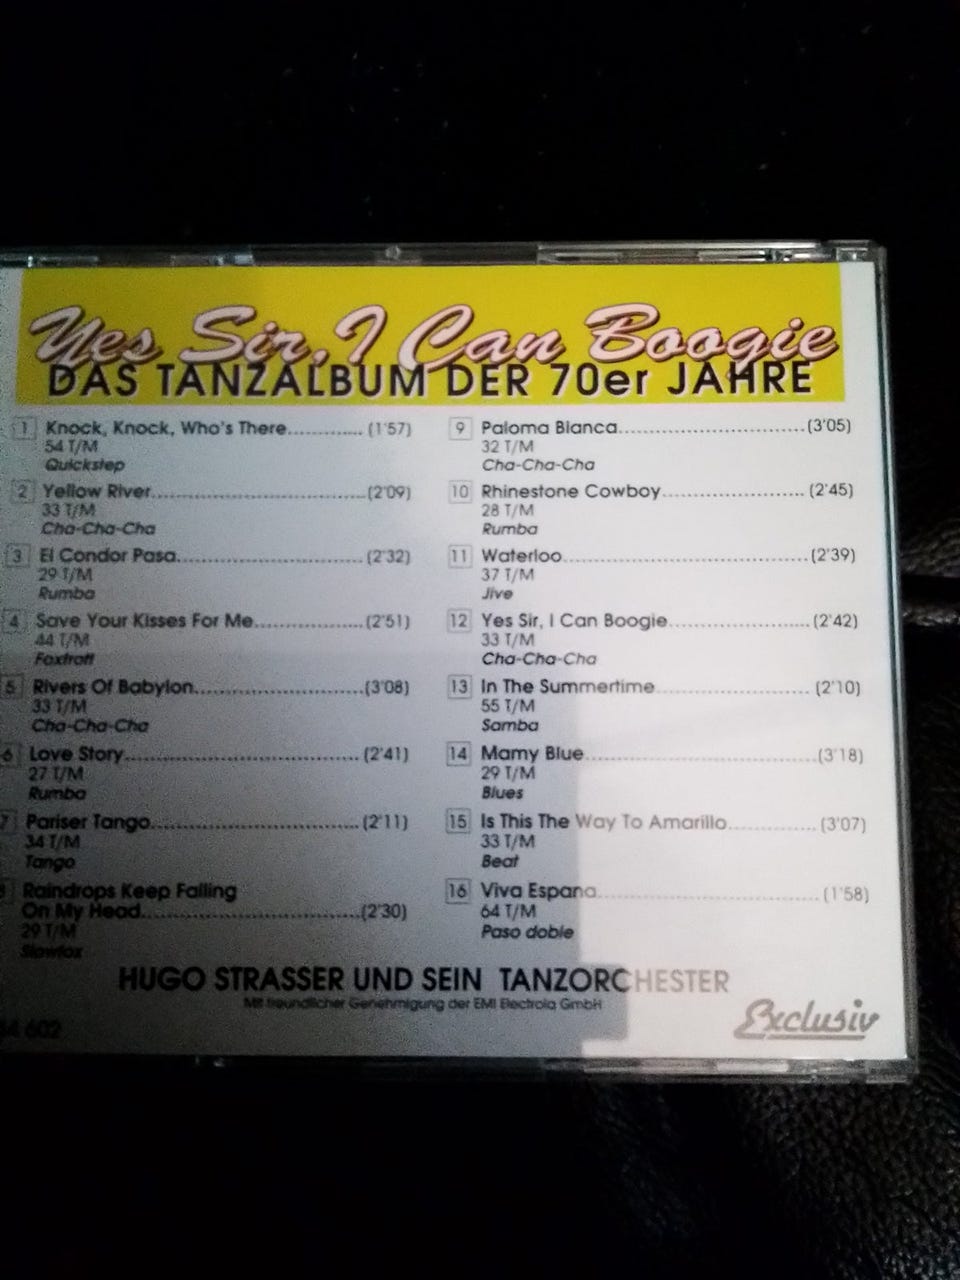 Yes Sir, I Can Boogie
DAS TANZALBUM DER 70er JAHRE
1 Knock, Knock, Who's There.............. (1'57)
54 T/M
Quickstep
2 Yellow River....................................(2'09)
33 T/M
Cha-Cha-Cha
3 El Condor Pasa...............................(2'32)
29 T/M
Rumba
4 Save Your Kisses For Me..................(2'51)
44 T/M
Foxtrott
5 Rivers Of Babylon............................(3'08)
33 T/M
Cha-Cha-Cha
6 Love Story.......................................(2'41)
27 T/M
Rumba
7 Pariser Tango...................................(2'11)
34 T/M
Tango
8 Raindrops Keep Falling
On My Head....................................(2'30)
29 T/M
Slowfox
9 Paloma Blanca.............................(3'05)
32 T/M
Cha-Cha-Cha
10 Rhinestone Cowboy...................... (2'45)
28 T/M
Rumba
11 Waterloo.......................................(2'39)
37 T/M
Jive
12 Yes Sir, I Can Boogie...................... (2'42)
33 T/M
Cha-Cha-Cha
13 In The Summertime........................ (2'10)
55 T/M
Samba
14 Mamy Blue.....................................(3'18)
29 T/M
Blues
15 Is This The Way To Amarillo.............. (3'07)
33 T/M
Beat
16 Viva Espana................................... (1'58)
64 T/M
Paso doble
HUGO STRASSER UND SEIN TANZORCHESTER
Mit freundlicher Genehmigung der EMI Electrola GmbH
602
Exclusiv